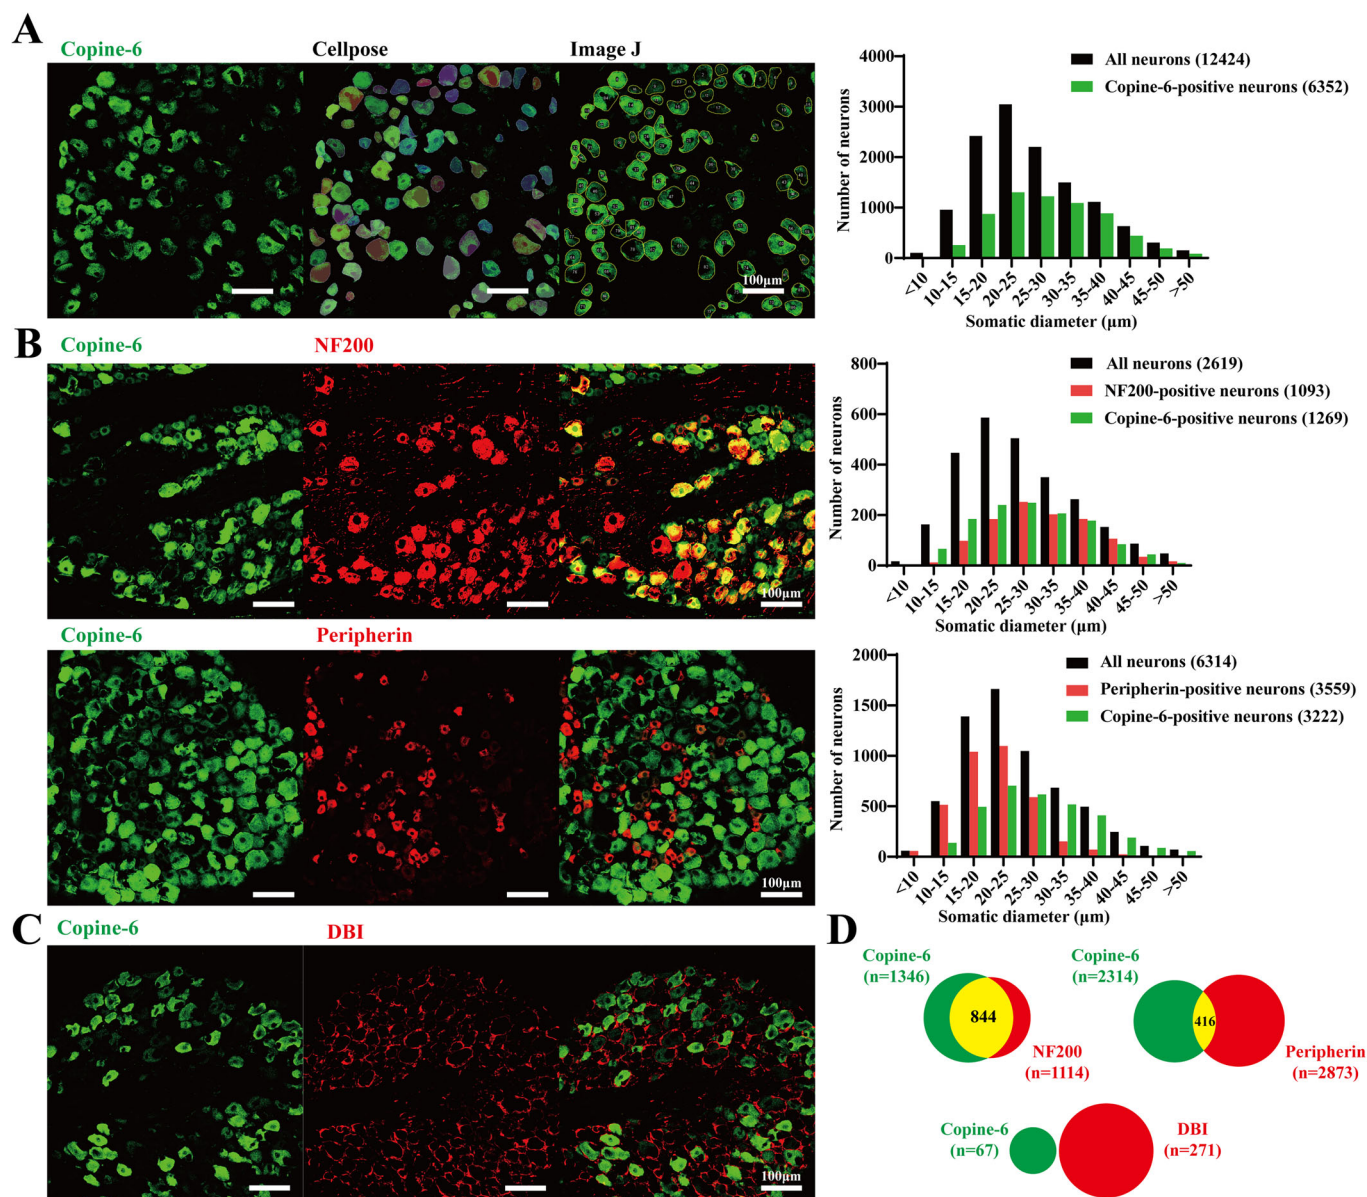 A
Copine-6
Cellpose
Image J
100μm
Number of neurons
4000
3000
2000
1000
0
All neurons (12424)
Copine-6-positive neurons (6352)
<10
10-15
15-20
20-25
25-30
30-35
35-40
40-45
45-50
>50
Somatic diameter (μm)
B
Copine-6
NF200
100μm
Number of neurons
800
600
400
200
0
All neurons (2619)
NF200-positive neurons (1093)
Copine-6-positive neurons (1269)
<10
10-15
15-20
20-25
25-30
30-35
35-40
40-45
45-50
>50
Somatic diameter (μm)
Copine-6
Peripherin
100μm
Number of neurons
2000
1500
1000
500
0
All neurons (6314)
Peripherin-positive neurons (3559)
Copine-6-positive neurons (3222)
<10
10-15
15-20
20-25
25-30
30-35
35-40
40-45
45-50
>50
Somatic diameter (μm)
C
Copine-6
DBI
100μm
D
Copine-6
(n=1346)
844
NF200
(n=1114)
Copine-6
(n=2314)
416
Peripherin
(n=2873)
Copine-6
(n=67)
DBI
(n=271)